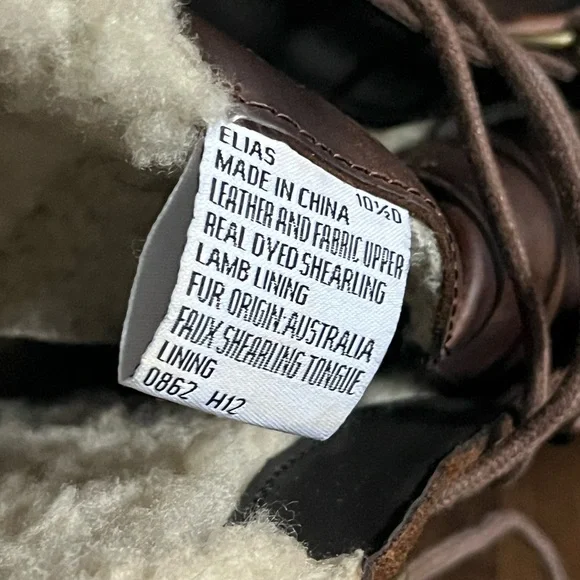 ELIAS
MADE IN CHINA 10½D
LEATHER AND FABRIC UPPER
REAL DYED SHEARLING
LAMB LINING
FUR ORIGIN:AUSTRALIA
FAUX SHEARLING TONGUE
LINING
0862 H12